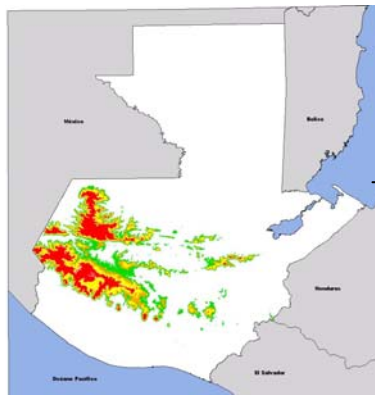 México
Belice
Honduras
El Salvador
Océano Pacífico